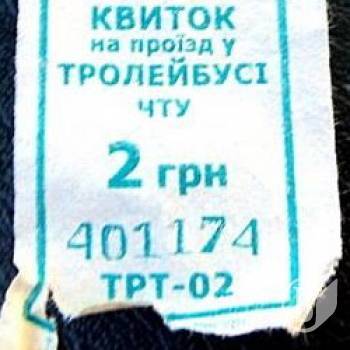 КВИТОК
на проїзд у
ТРОЛЕЙБУСІ
ЧТУ
2 грн
401174
ТРТ-02